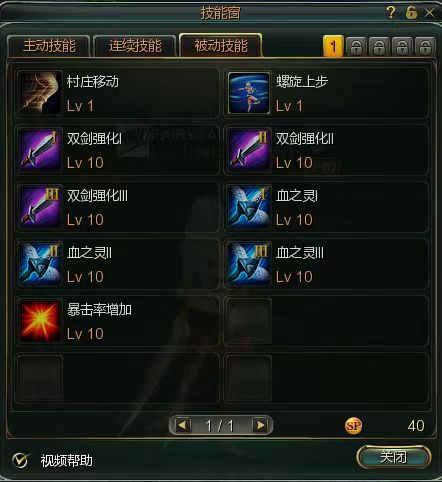 技能窗
主动技能 连续技能 被动技能 1
村庄移动
Lv 1
螺旋上步
Lv 1
双剑强化I
Lv 10
双剑强化II
Lv 10
双剑强化III
Lv 10
血之灵I
Lv 10
血之灵II
Lv 10
血之灵III
Lv 10
暴击率增加
Lv 10
1 / 1
SP 40
视频帮助
关闭